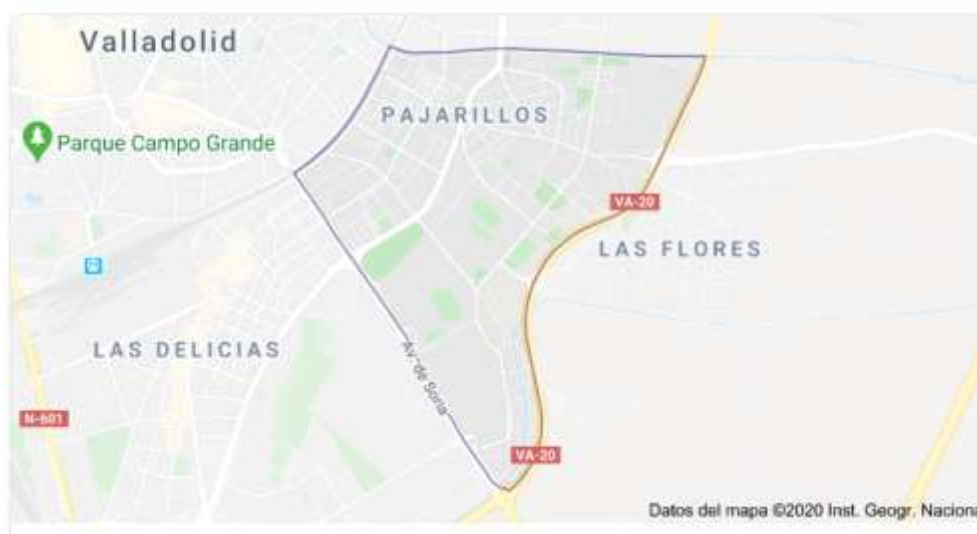 Valladolid
PAJARILLOS
Parque Campo Grande
VA-20
LAS FLORES
LAS DELICIAS
Av. de Soria
N-601
VA-20
Datos del mapa ©2020 Inst. Geogr. Naciona